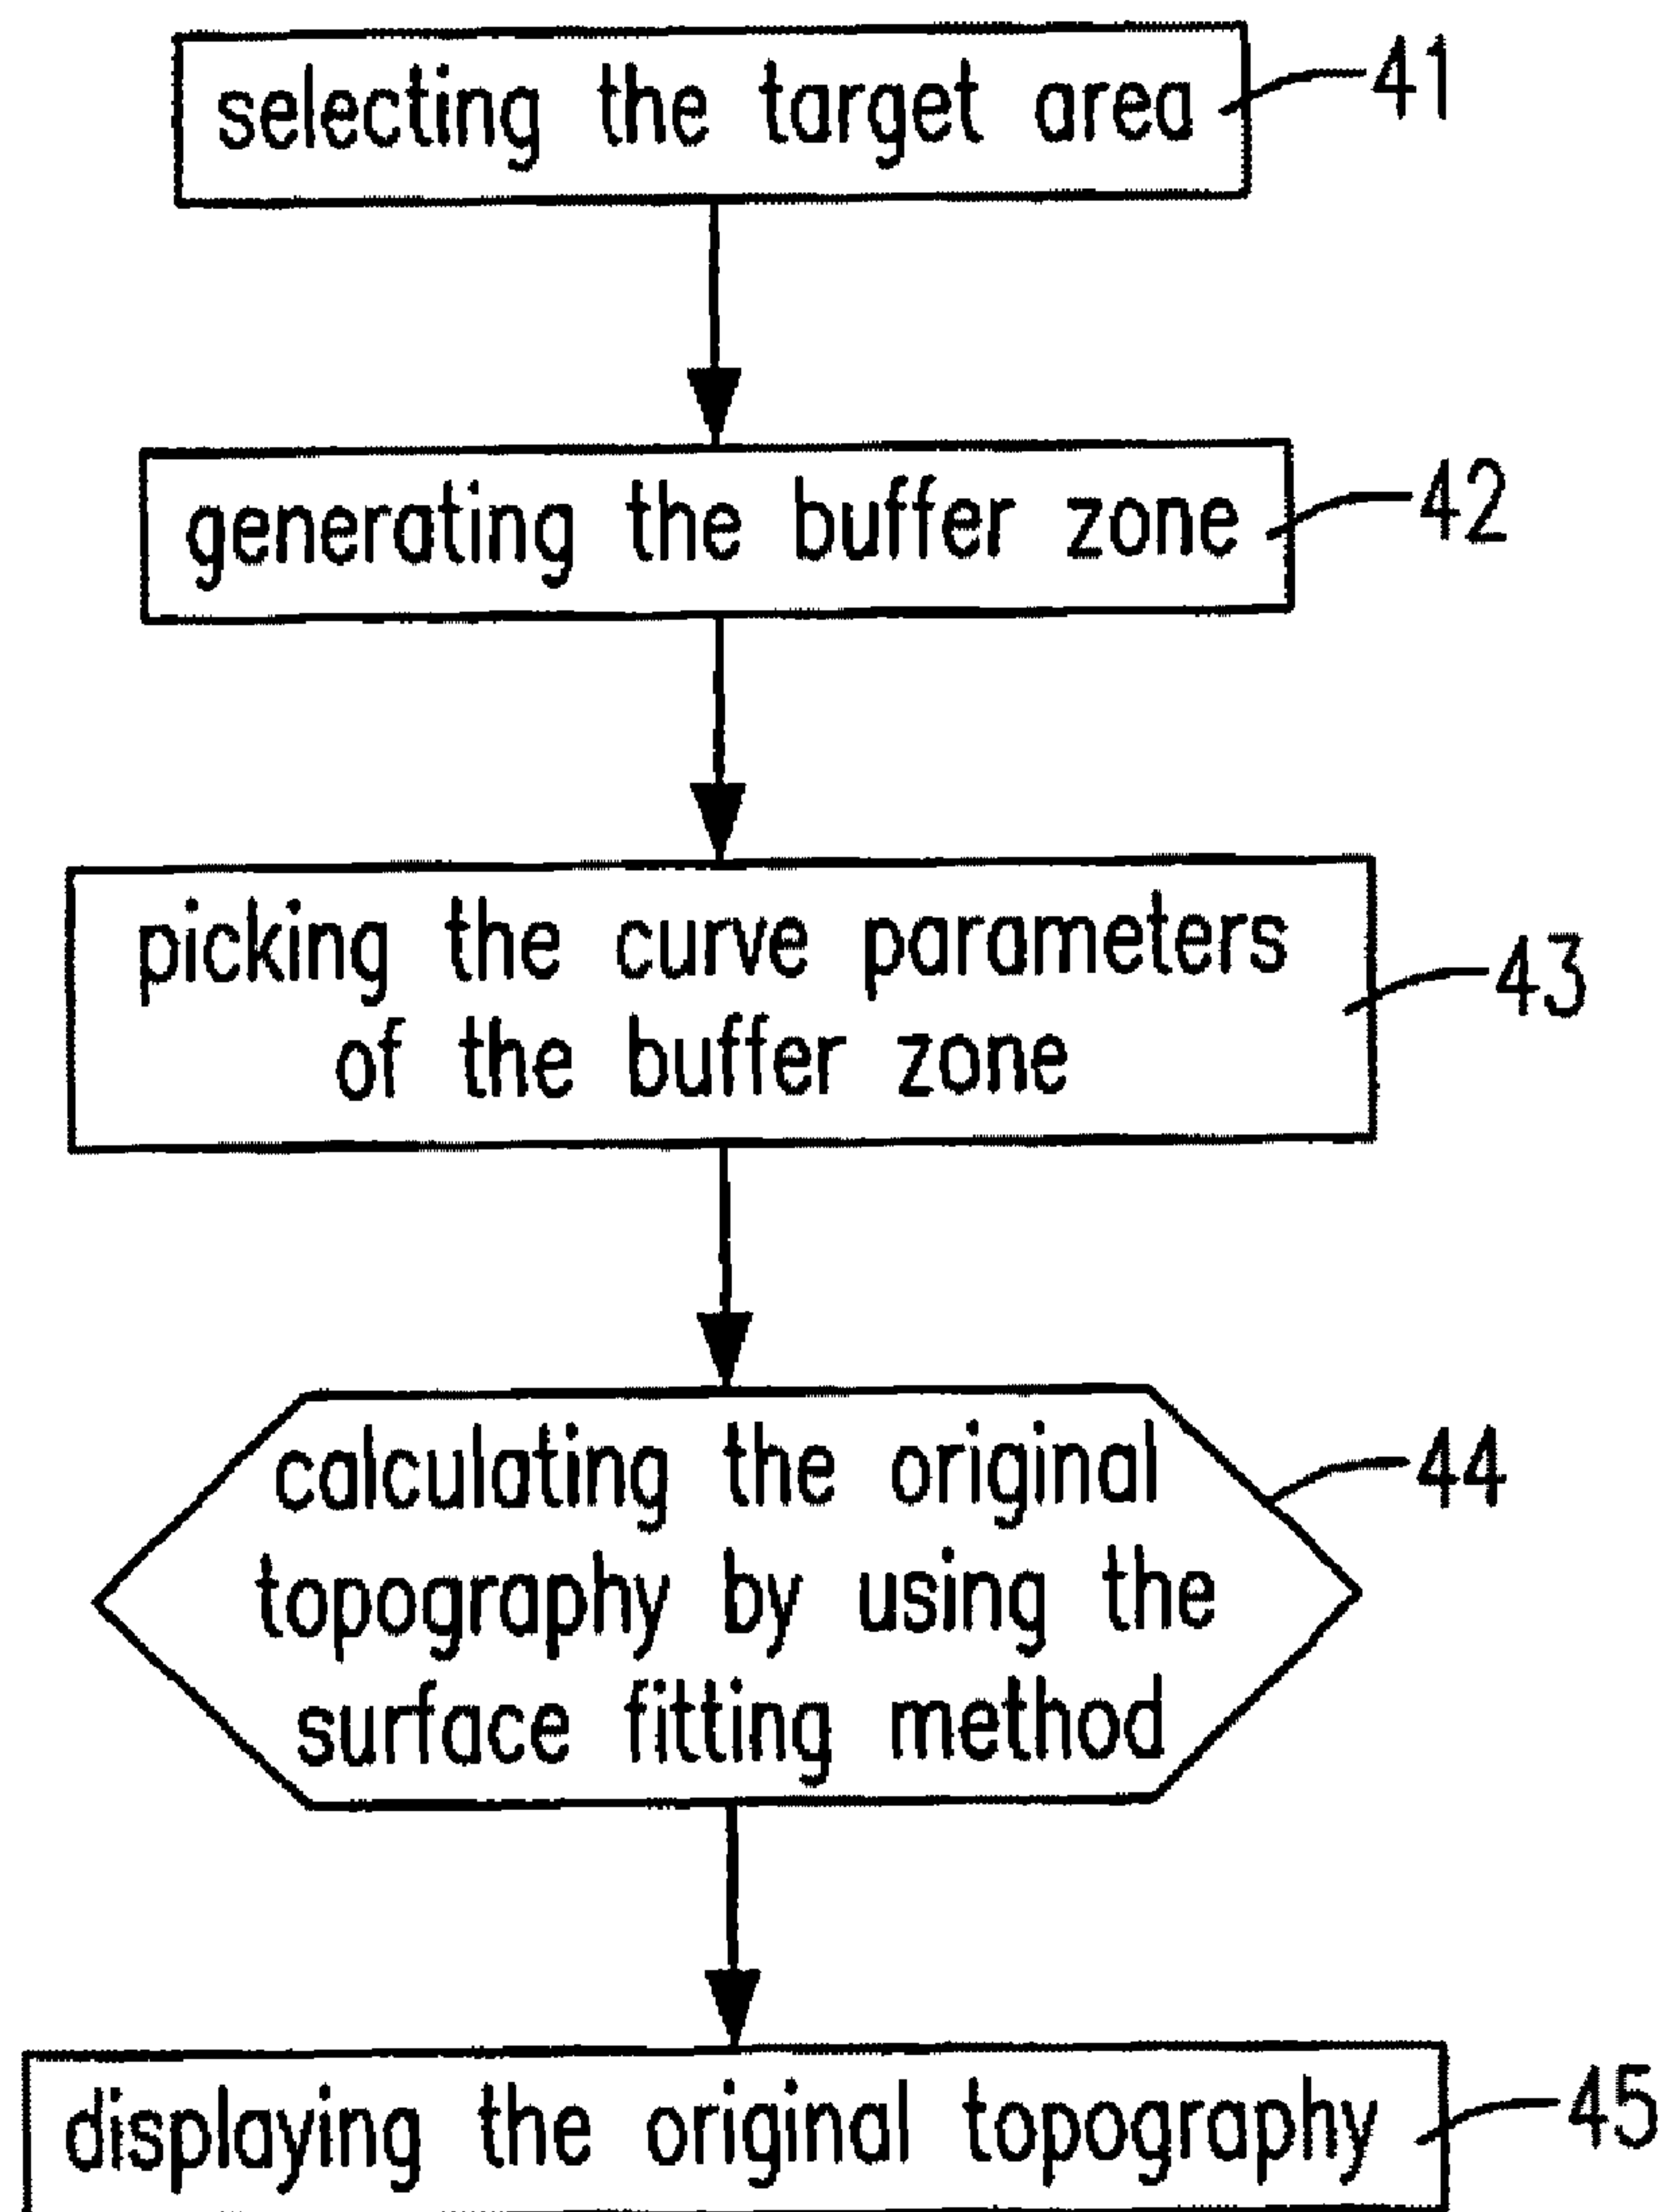 selecting the target area
41
generating the buffer zone
42
picking the curve parameters
of the buffer zone
43
calculating the original
topography by using the
surface fitting method
44
displaying the original topography
45